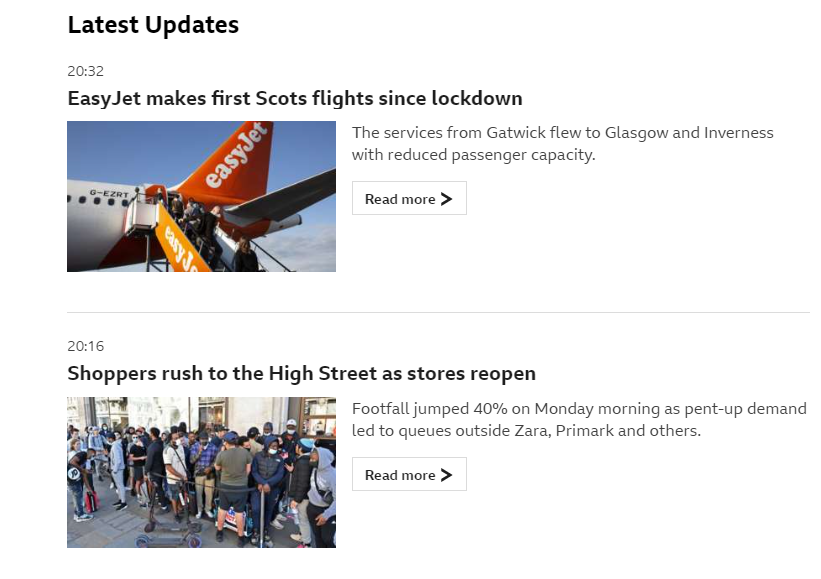 Latest Updates
20:32
EasyJet makes first Scots flights since lockdown
The services from Gatwick flew to Glasgow and Inverness
with reduced passenger capacity.
Read more
G-EZRT
easyJet
easyJe
20:16
Shoppers rush to the High Street as stores reopen
Footfall jumped 40% on Monday morning as pent-up demand
led to queues outside Zara, Primark and others.
Read more